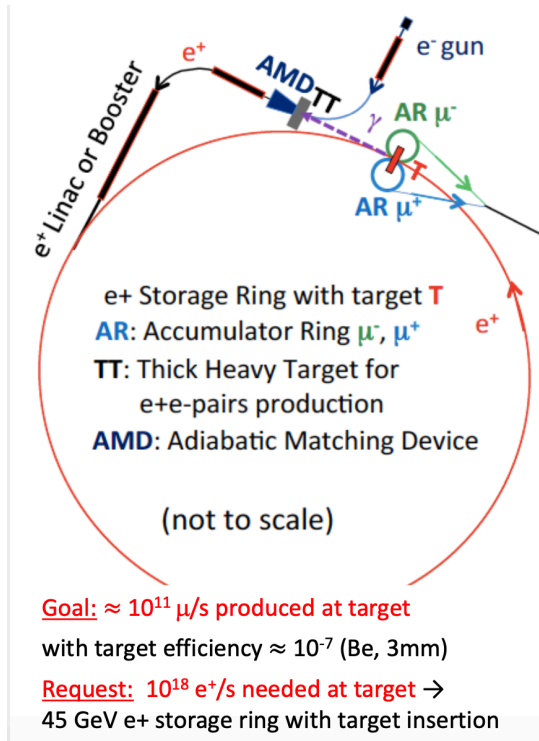 e⁺
AMD
TT
e⁻ gun
γ
AR μ⁻
T
AR μ⁺
e⁺ Linac or Booster
e+ Storage Ring with target T
AR: Accumulator Ring μ⁻, μ⁺
e⁺
TT: Thick Heavy Target for
e+e-pairs production
AMD: Adiabatic Matching Device
(not to scale)
Goal: ≈ 10¹¹ μ/s produced at target
with target efficiency ≈ 10⁻⁷ (Be, 3mm)
Request: 10¹⁸ e⁺/s needed at target →
45 GeV e+ storage ring with target insertion